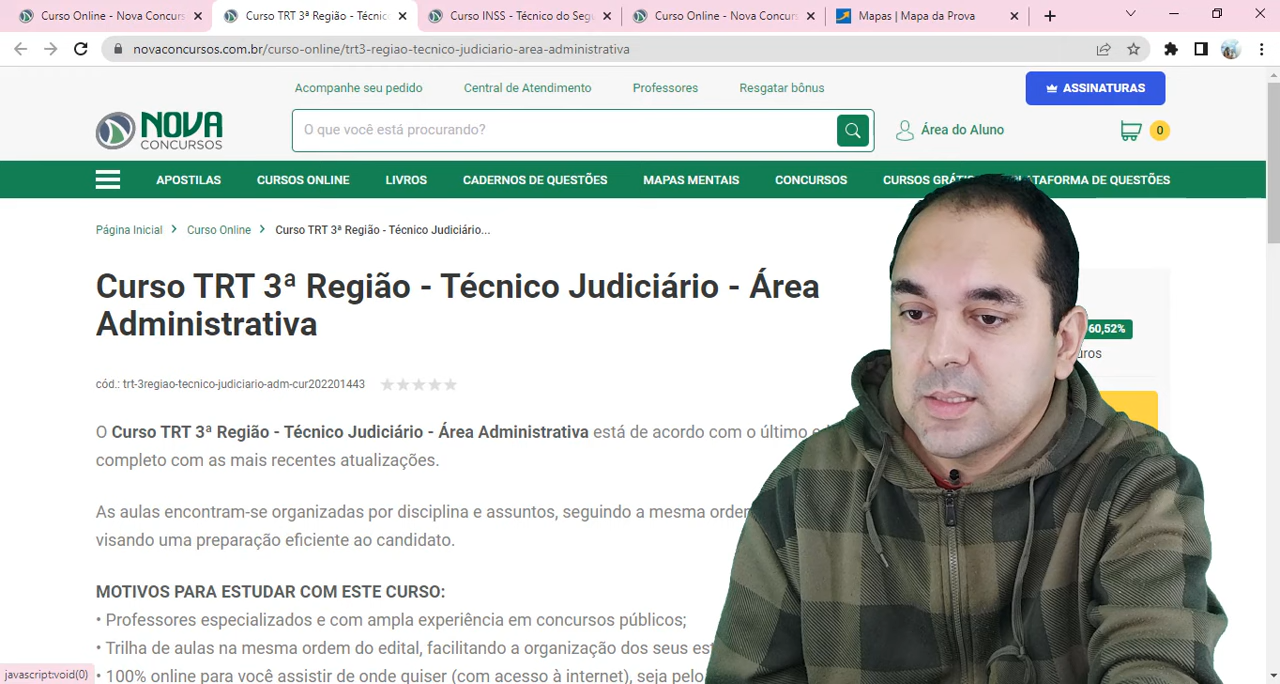 Curso Online - Nova Concurs
Curso TRT 3ª Região - Técnic
Curso INSS - Técnico do Segu
Curso Online - Nova Concurs
Mapas | Mapa da Prova
novaconcursos.com.br/curso-online/trt3-regiao-tecnico-judiciario-area-administrativa
Acompanhe seu pedido Central de Atendimento Professores Resgatar bônus
ASSINATURAS
NOVA
CONCURSOS
O que você está procurando?
Área do Aluno
0
APOSTILAS CURSOS ONLINE LIVROS CADERNOS DE QUESTÕES MAPAS MENTAIS CONCURSOS CURSOS GRÁTIS PLATAFORMA DE QUESTÕES
Página Inicial > Curso Online > Curso TRT 3ª Região - Técnico Judiciário...
Curso TRT 3ª Região - Técnico Judiciário - Área
Administrativa
60,52%
uros
cód.: trt-3regiao-tecnico-judiciario-adm-cur202201443
O Curso TRT 3ª Região - Técnico Judiciário - Área Administrativa está de acordo com o último
completo com as mais recentes atualizações.
As aulas encontram-se organizadas por disciplina e assuntos, seguindo a mesma ordem
visando uma preparação eficiente ao candidato.
MOTIVOS PARA ESTUDAR COM ESTE CURSO:
• Professores especializados e com ampla experiência em concursos públicos;
• Trilha de aulas na mesma ordem do edital, facilitando a organização dos seus est
• 100% online para você assistir de onde quiser (com acesso à internet), seja pelo
javascript:void(0)